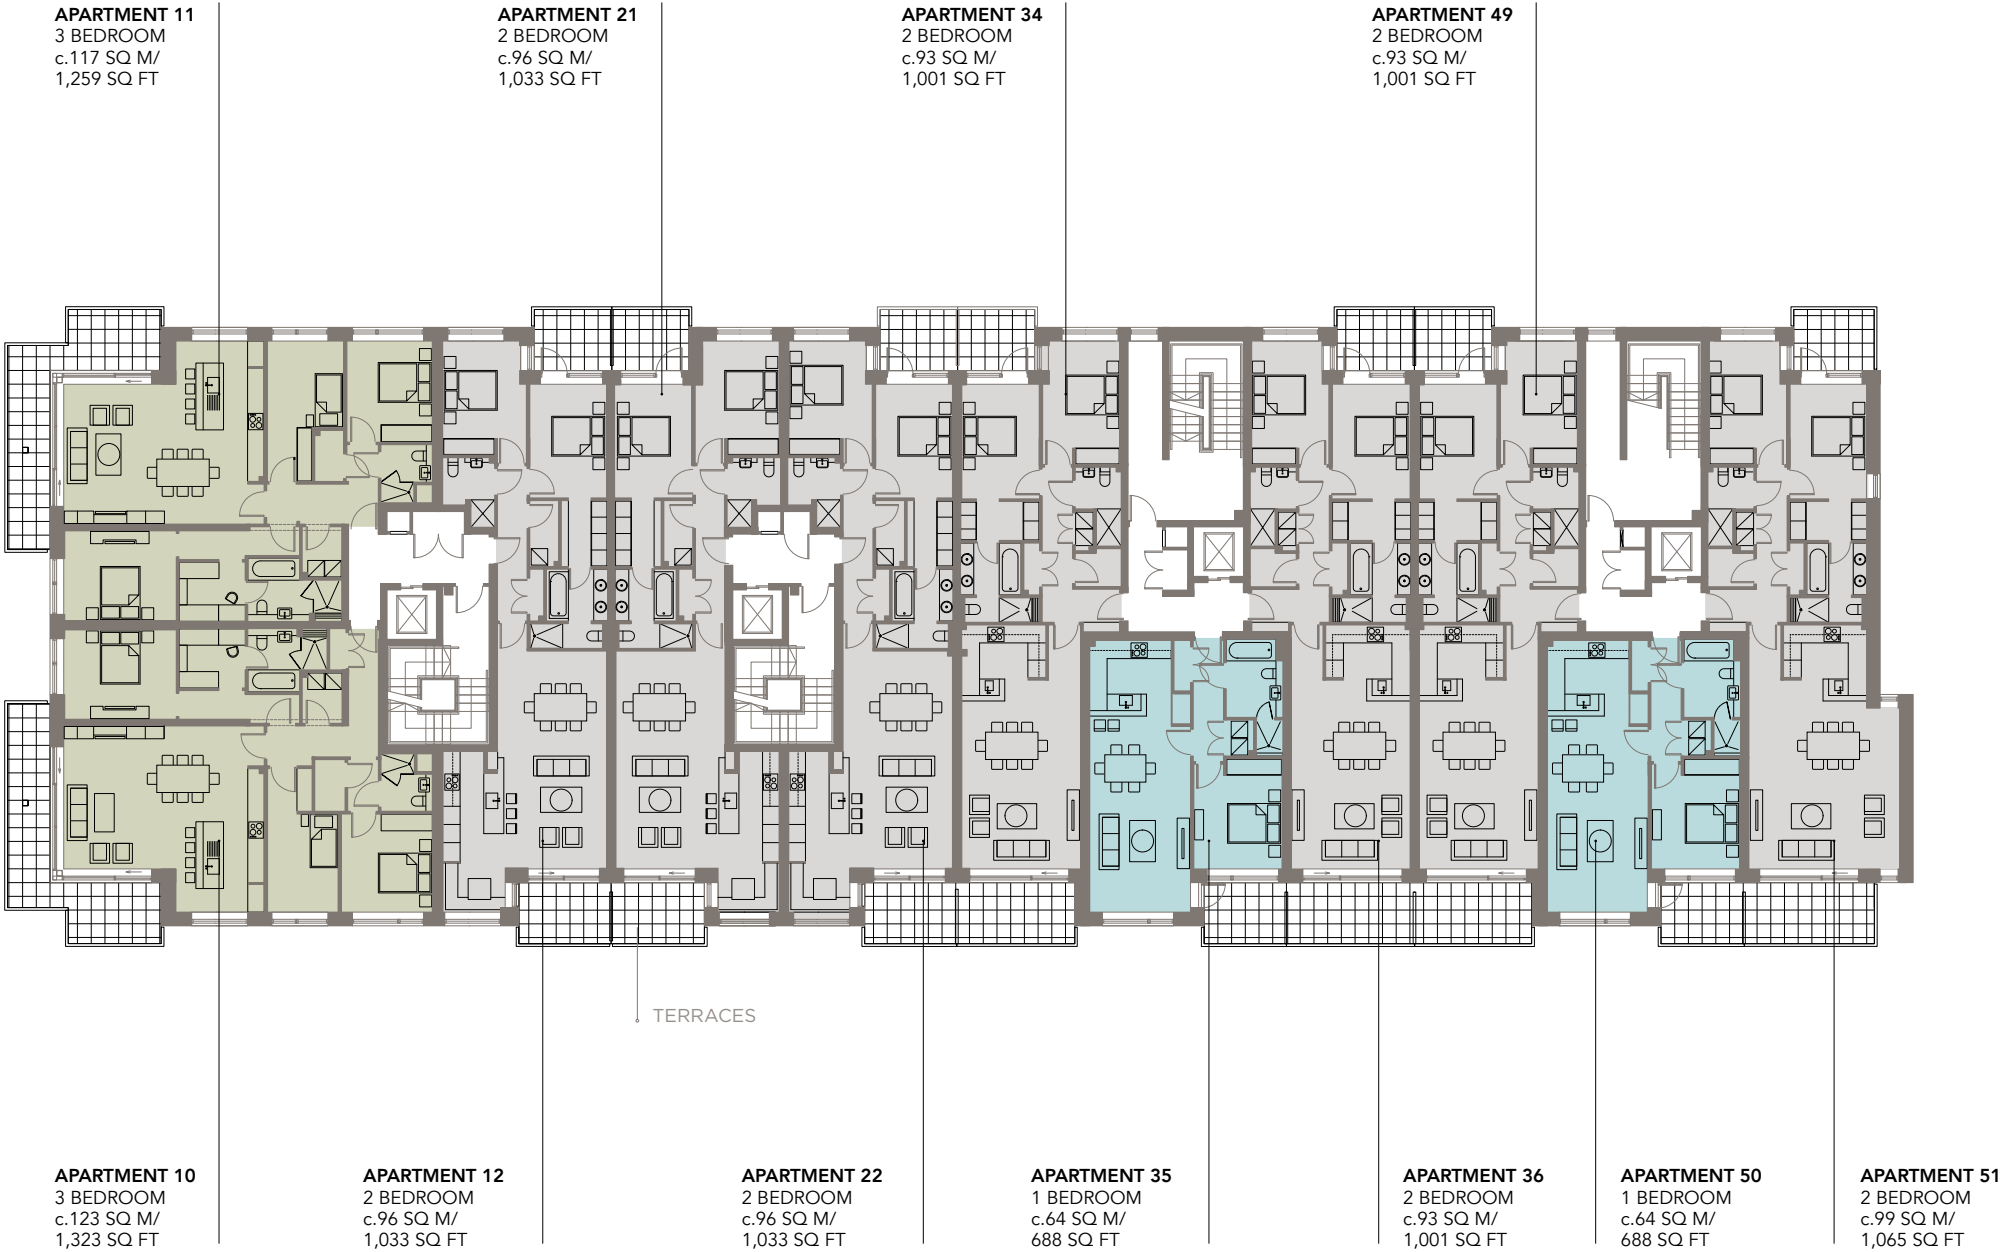 APARTMENT 11
3 BEDROOM
c.117 SQ M/
1,259 SQ FT
APARTMENT 21
2 BEDROOM
c.96 SQ M/
1,033 SQ FT
APARTMENT 34
2 BEDROOM
c.93 SQ M/
1,001 SQ FT
APARTMENT 49
2 BEDROOM
c.93 SQ M/
1,001 SQ FT
TERRACES
APARTMENT 10
3 BEDROOM
c.123 SQ M/
1,323 SQ FT
APARTMENT 12
2 BEDROOM
c.96 SQ M/
1,033 SQ FT
APARTMENT 22
2 BEDROOM
c.96 SQ M/
1,033 SQ FT
APARTMENT 35
1 BEDROOM
c.64 SQ M/
688 SQ FT
APARTMENT 36
2 BEDROOM
c.93 SQ M/
1,001 SQ FT
APARTMENT 50
1 BEDROOM
c.64 SQ M/
688 SQ FT
APARTMENT 51
2 BEDROOM
c.99 SQ M/
1,065 SQ FT